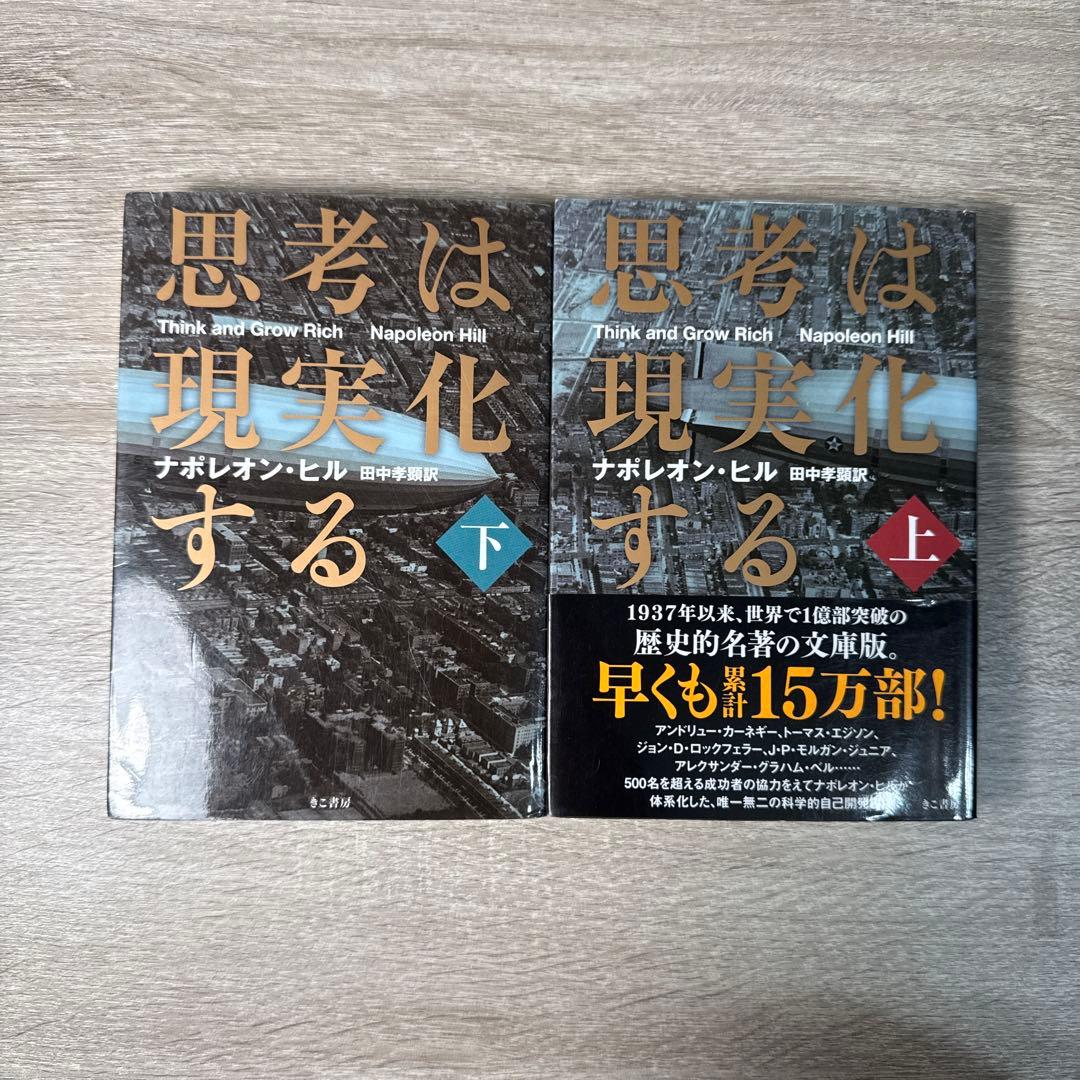 思考は
Think and Grow Rich Napoleon Hill
現実化
ナポレオン・ヒル 田中孝顕訳
する
下
きこ書房
思考は
Think and Grow Rich Napoleon Hill
現実化
ナポレオン・ヒル 田中孝顕訳
する
上
1937年以来、世界で1億部突破の
歴史的名著の文庫版。
早くも累計15万部!
アンドリュー・カーネギー、トーマス・エジソン、
ジョン・D・ロックフェラー、J・P・モルガン・ジュニア、
アレクサンダー・グラハム・ベル……
500名を超える成功者の協力をえてナポレオン・ヒルが
体系化した、唯一無二の科学的自己開発
きこ書房